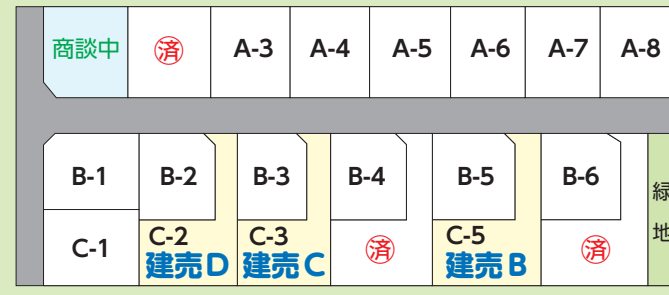 商談中 済 A-3 A-4 A-5 A-6 A-7 A-8
B-1 B-2 B-3 B-4 B-5 B-6
緑地
C-1 C-2 C-3 済 C-5 済
建売D 建売C 建売B